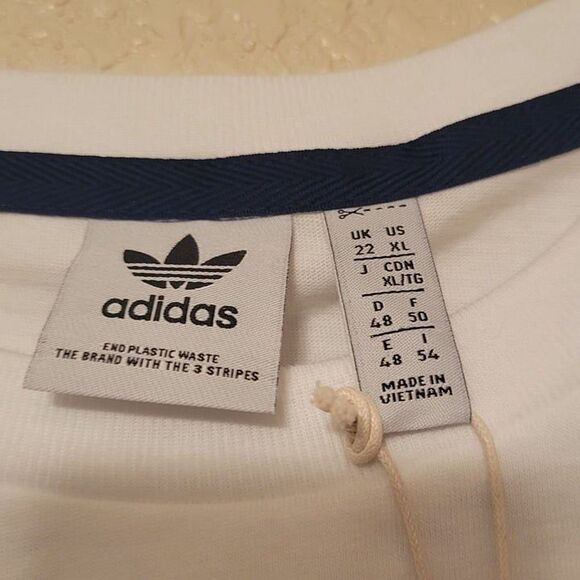 adidas
END PLASTIC WASTE
THE BRAND WITH THE 3 STRIPES
UK US
22 XL
J CDN
XL/TG
D F
48 50
E I
48 54
MADE IN
VIETNAM